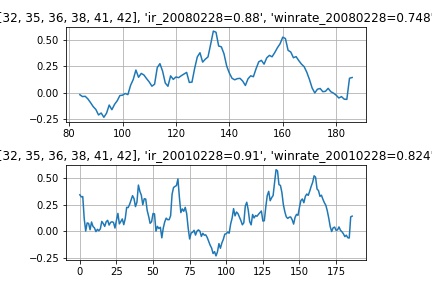 [32, 35, 36, 38, 41, 42], 'ir_20080228=0.88', 'winrate_20080228=0.748'
0.50
0.25
0.00
−0.25
80 100 120 140 160 180
[32, 35, 36, 38, 41, 42], 'ir_20010228=0.91', 'winrate_20010228=0.824'
0.50
0.25
0.00
−0.25
0 25 50 75 100 125 150 175